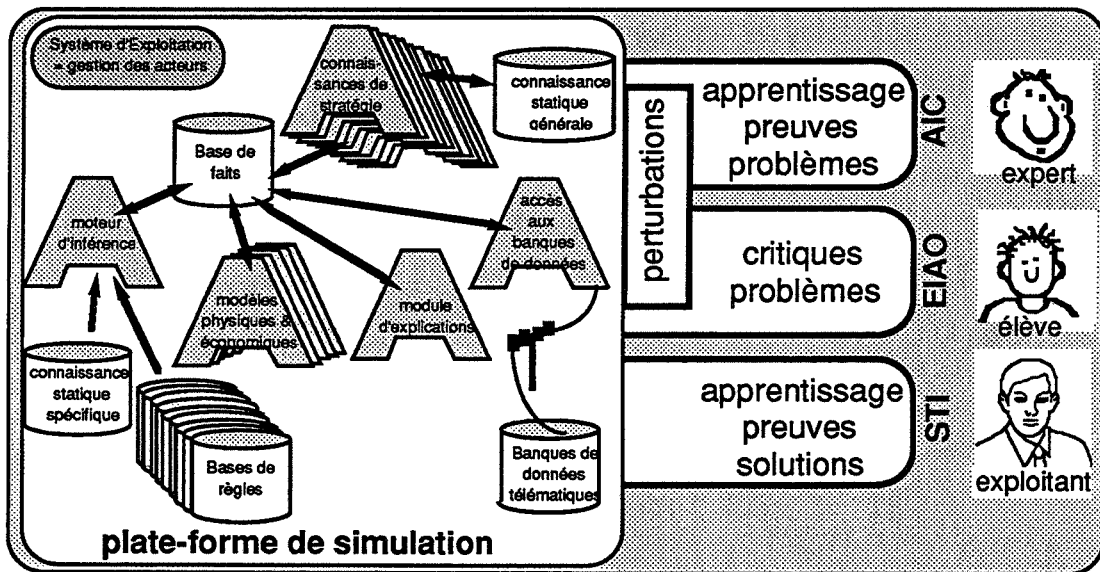 Système d'Exploitation
= gestion des acteurs
connais-
sances de
stratégie
connaissance
statique
générale
Base de
faits
moteur
d'inférence
modèles
physiques &
économiques
module
d'explications
accès
aux
banques
de données
connaissance
statique
spécifique
Bases de
règles
Banques de
données
télématiques
plate-forme de simulation
perturbations
apprentissage
preuves
problèmes
AIC
expert
critiques
problèmes
EIAO
élève
apprentissage
preuves
solutions
STI
exploitant